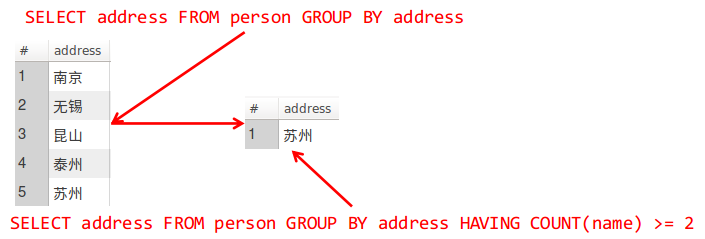 SELECT address FROM person GROUP BY address
# address
1 南京
2 无锡
3 昆山
4 泰州
5 苏州
# address
1 苏州
SELECT address FROM person GROUP BY address HAVING COUNT(name) >= 2